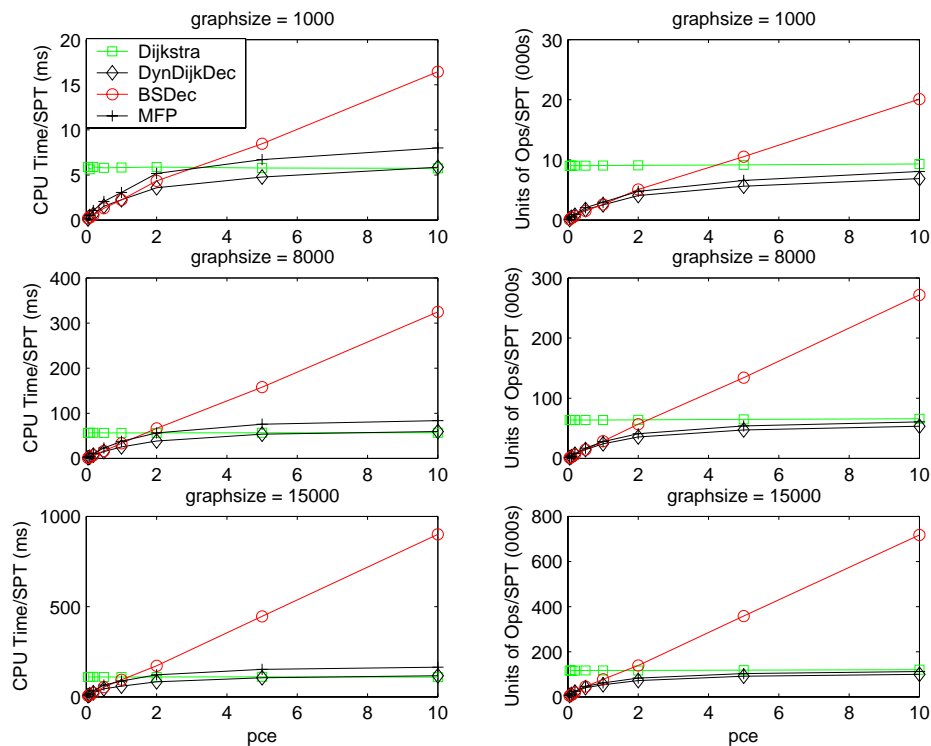 graphsize = 1000
20
15
10
5
0
CPU Time/SPT (ms)
Dijkstra
DynDijkDec
BSDec
MFP
0 2 4 6 8 10
graphsize = 1000
30
20
10
0
Units of Ops/SPT (000s)
0 2 4 6 8 10
graphsize = 8000
400
300
200
100
0
CPU Time/SPT (ms)
0 2 4 6 8 10
graphsize = 8000
300
200
100
0
Units of Ops/SPT (000s)
0 2 4 6 8 10
graphsize = 15000
1000
500
0
CPU Time/SPT (ms)
0 2 4 6 8 10
pce
graphsize = 15000
800
600
400
200
0
Units of Ops/SPT (000s)
0 2 4 6 8 10
pce